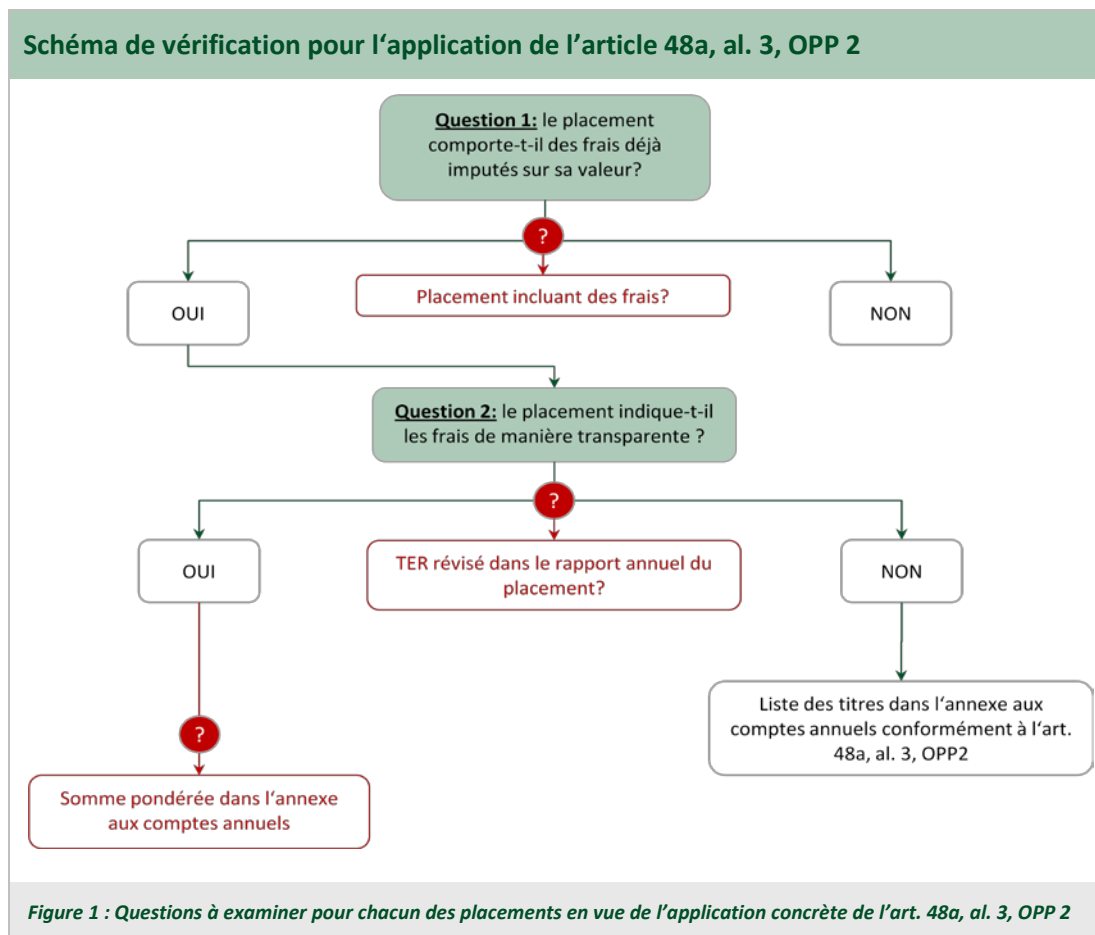 Schéma de vérification pour l‘application de l’article 48a, al. 3, OPP 2
Question 1: le placement
comporte-t-il des frais déjà
imputés sur sa valeur?
?
OUI
Placement incluant des frais?
NON
Question 2: le placement indique-t-il
les frais de manière transparente ?
?
OUI
TER révisé dans le rapport annuel du
placement?
NON
?
Liste des titres dans l‘annexe aux
comptes annuels conformément à l‘art.
48a, al. 3, OPP2
Somme pondérée dans l‘annexe
aux comptes annuels
Figure 1 : Questions à examiner pour chacun des placements en vue de l’application concrète de l’art. 48a, al. 3, OPP 2